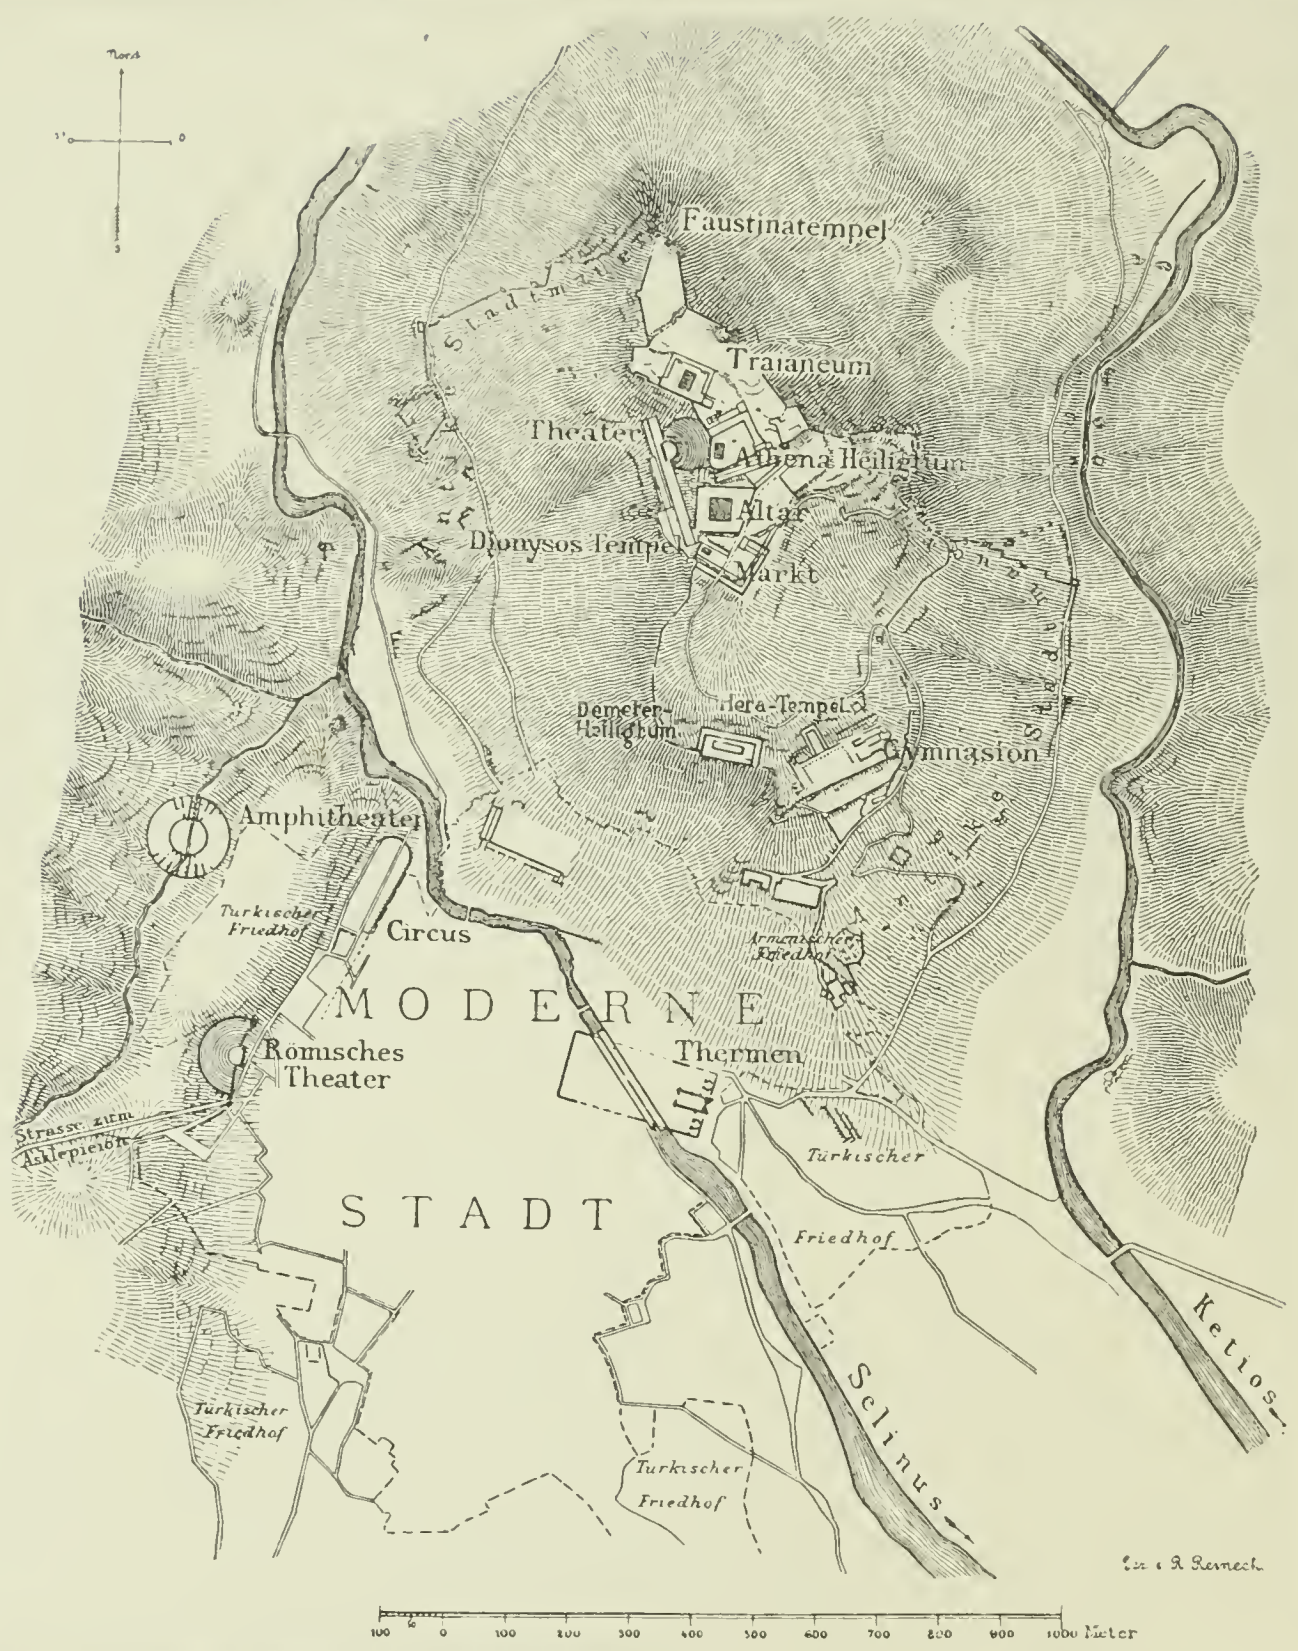 Nord
O
S
Faustinatempel
Stadtmauer
Traianeum
Theater
Athena Heiligtum
Altar
Dionysos Tempel
Markt
Stadtmauer
Demeter-
Heiligtum
Hera-Tempel
Gymnasion
Amphitheater
Türkischer
Friedhof
Circus
Armenischer
Friedhof
MODERNE
Römisches
Theater
Thermen
Strasse zum
Asklepieion
Türkischer
STADT
Friedhof
Ketios
Selinus
Türkischer
Friedhof
Türkischer
Friedhof
100 50 0 100 200 300 400 500 600 700 800 900 1000 Meter